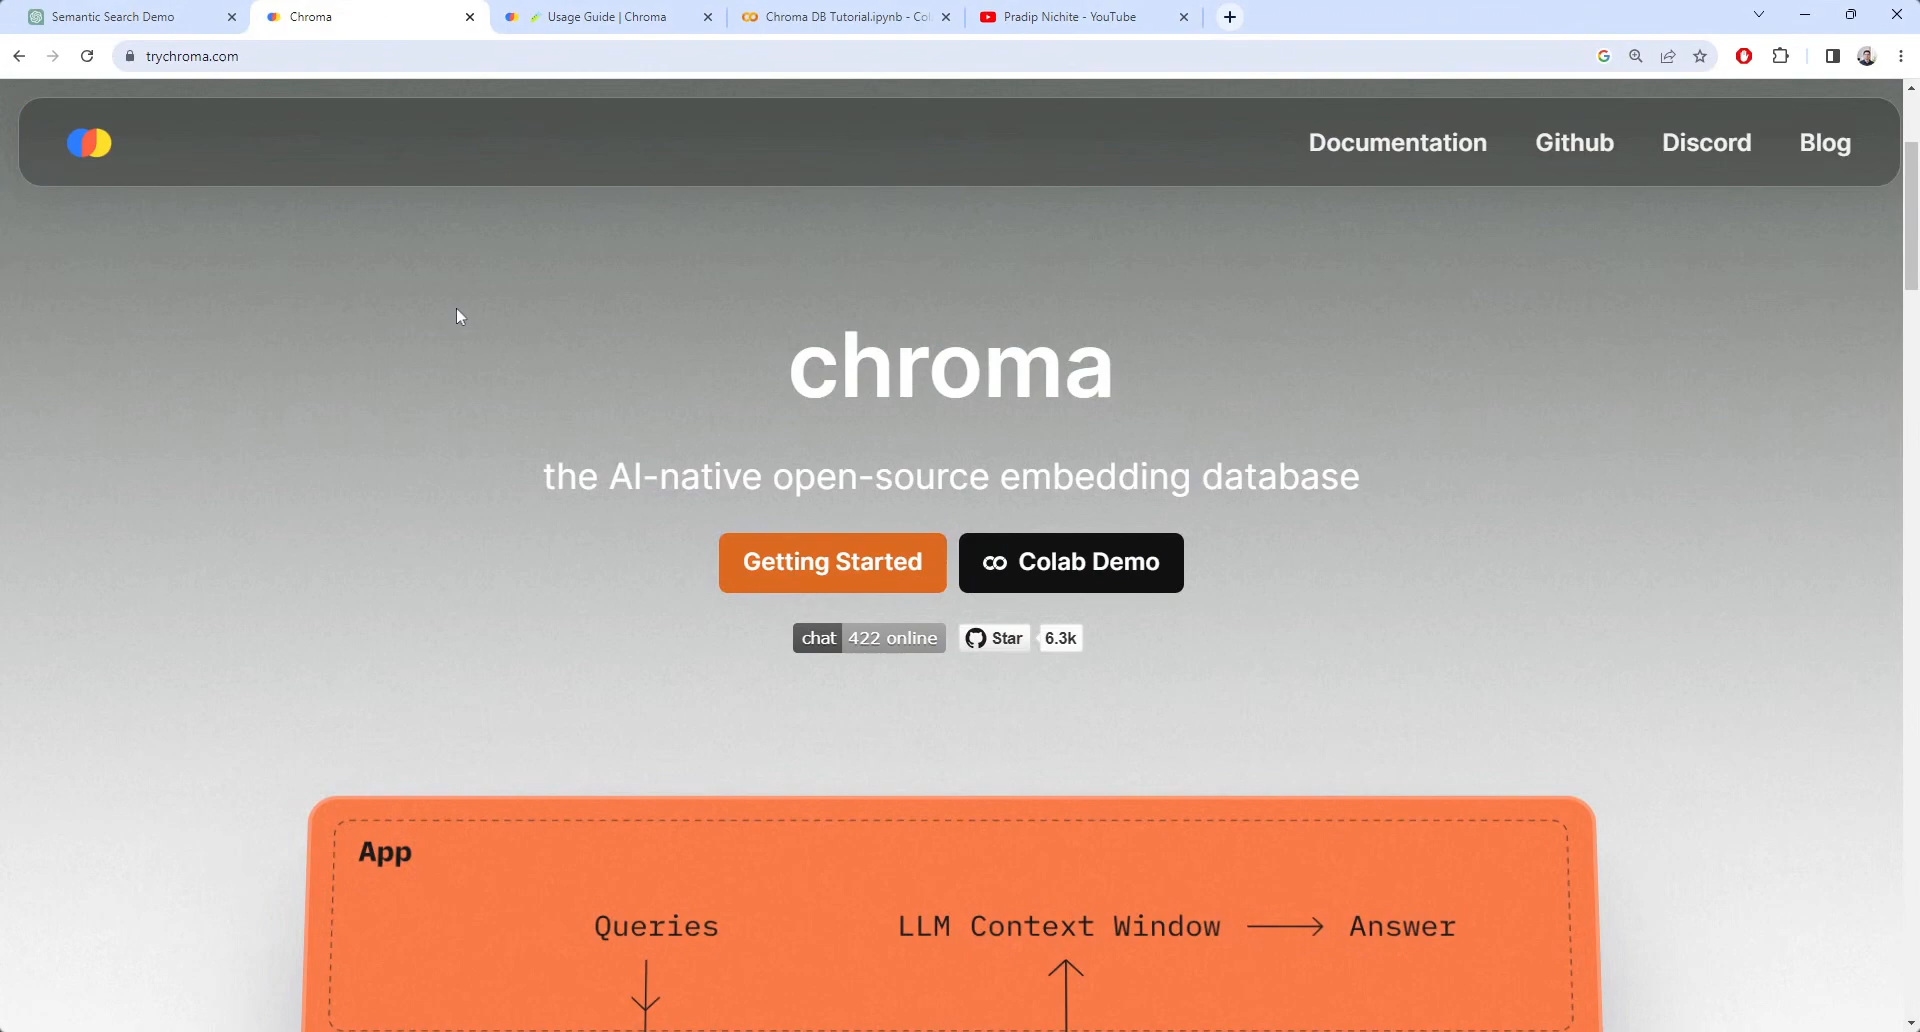 Semantic Search Demo
Chroma
Usage Guide | Chroma
Chroma DB Tutorial.ipynb - Col
Pradip Nichite - YouTube
trychroma.com
Documentation
Github
Discord
Blog
chroma
the AI-native open-source embedding database
Getting Started
Colab Demo
chat 422 online
Star 6.3k
App
Queries
LLM Context Window
Answer